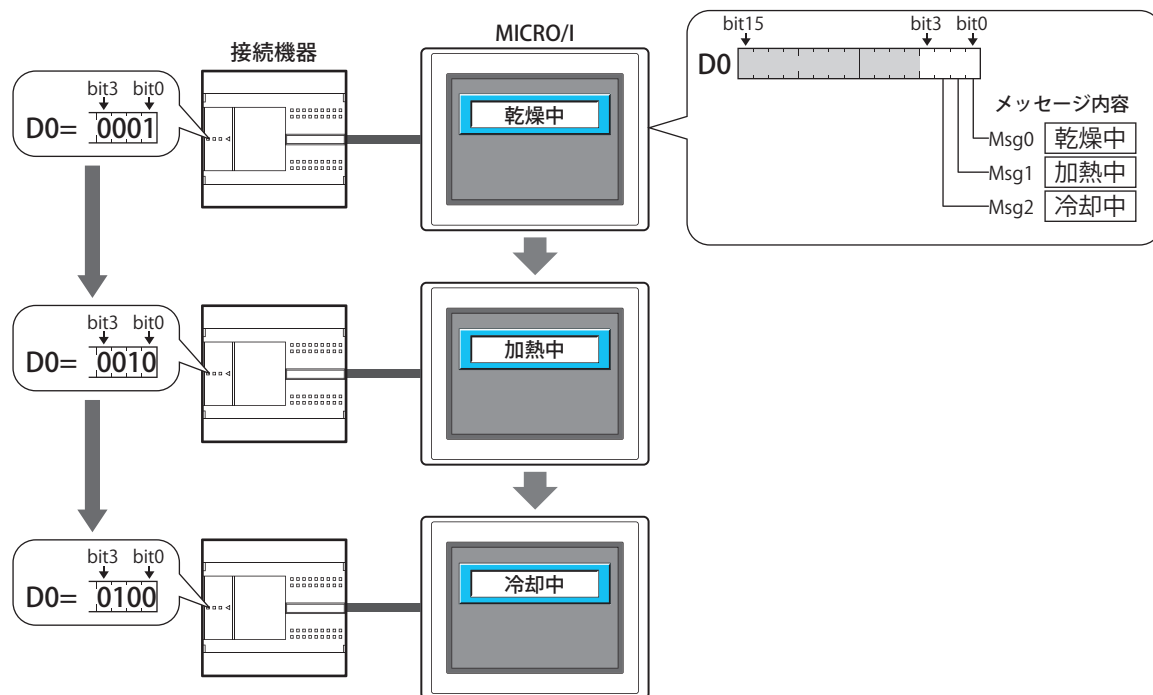 接続機器
MICRO/I
bit15 bit3 bit0
D0
メッセージ内容
Msg0 乾燥中
Msg1 加熱中
Msg2 冷却中
bit3 bit0
D0= 0001
乾燥中
bit3 bit0
D0= 0010
加熱中
bit3 bit0
D0= 0100
冷却中